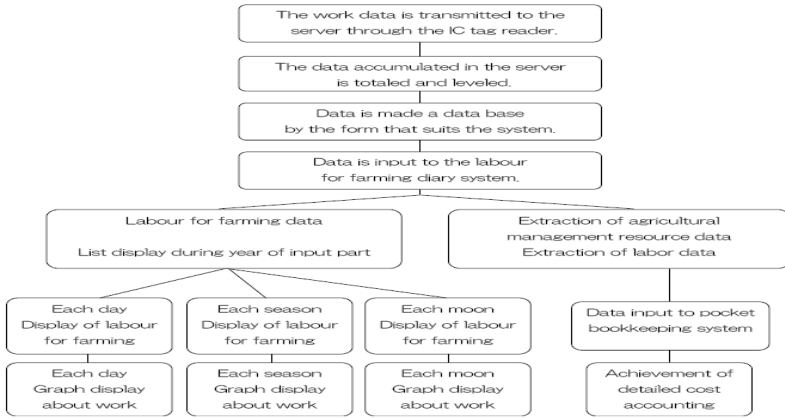 The work data is transmitted to the
server through the IC tag reader.
The data accumulated in the server
is totaled and leveled.
Data is made a data base
by the form that suits the system.
Data is input to the labour
for farming diary system.
Labour for farming data
List display during year of input part
Extraction of agricultural
management resource data
Extraction of labor data
Each day
Display of labour
for farming
Each season
Display of labour
for farming
Each moon
Display of labour
for farming
Data input to pocket
bookkeeping system
Each day
Graph display
about work
Each season
Graph display
about work
Each moon
Graph display
about work
Achievement of
detailed cost
accounting